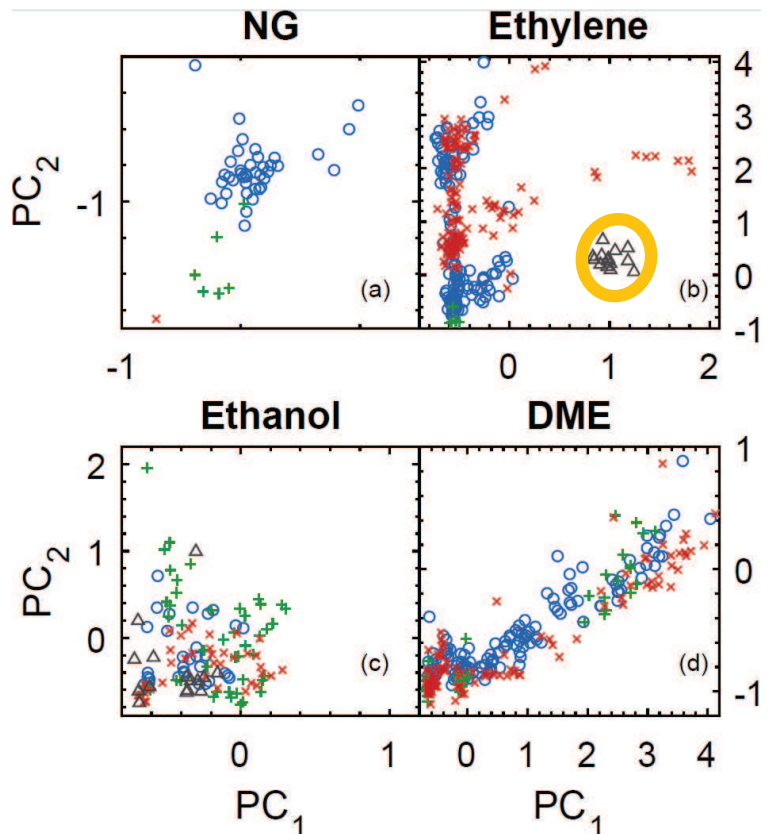 NG Ethylene
4
3
PC2
2
-1
1
0
(a) (b)
-1
-1 0 1 2
Ethanol DME
2 1
PC2
1
0
0
(c) (d)
-1
0 1 0 1 2 3 4
PC1 PC1